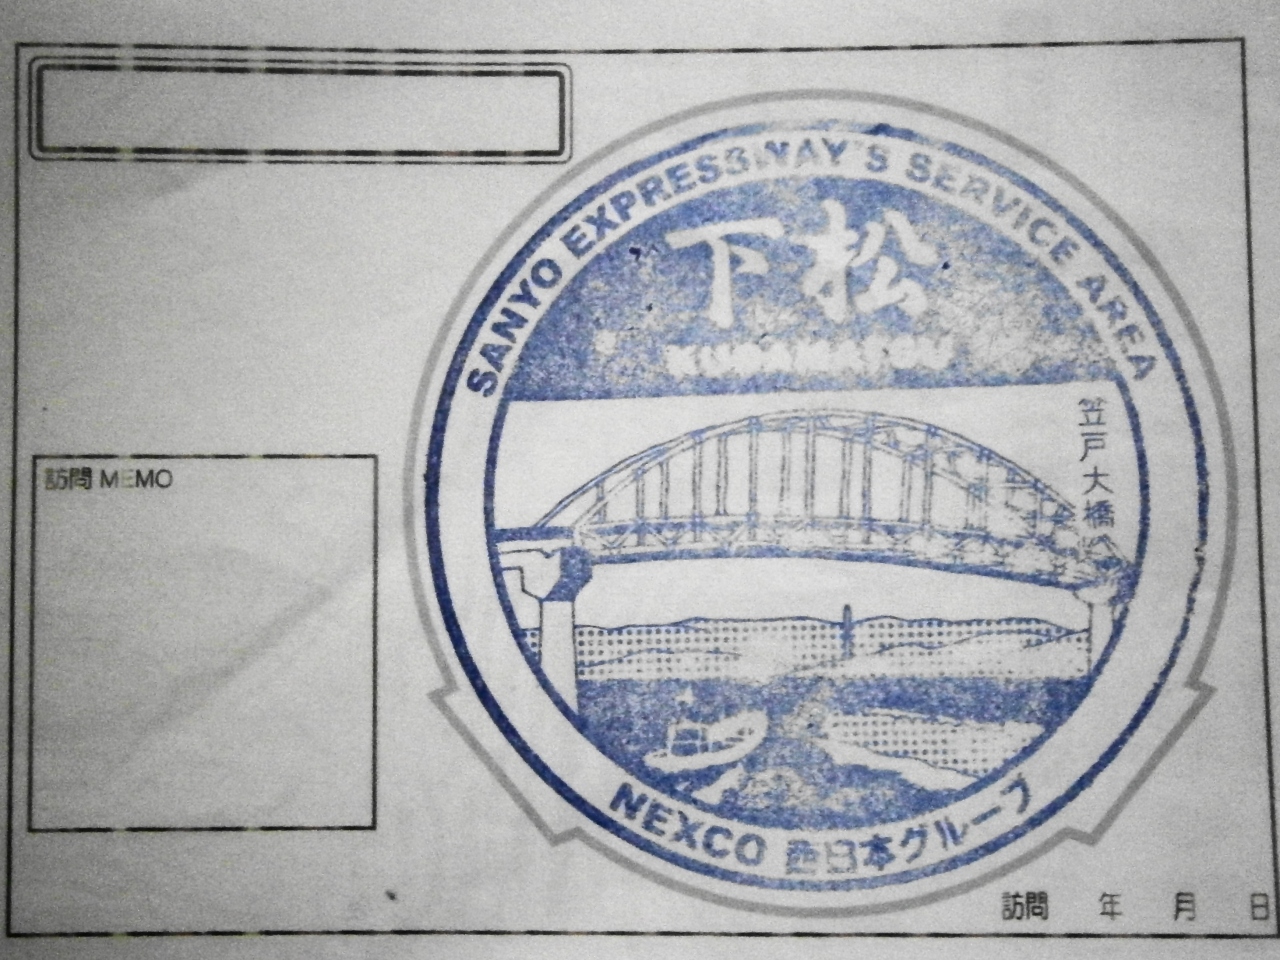 SANYO EXPRESSWAY'S SERVICE AREA
下松
KUDAMATSU
笠戸大橋
訪問 MEMO
NEXCO 西日本グループ
訪問 年 月 日